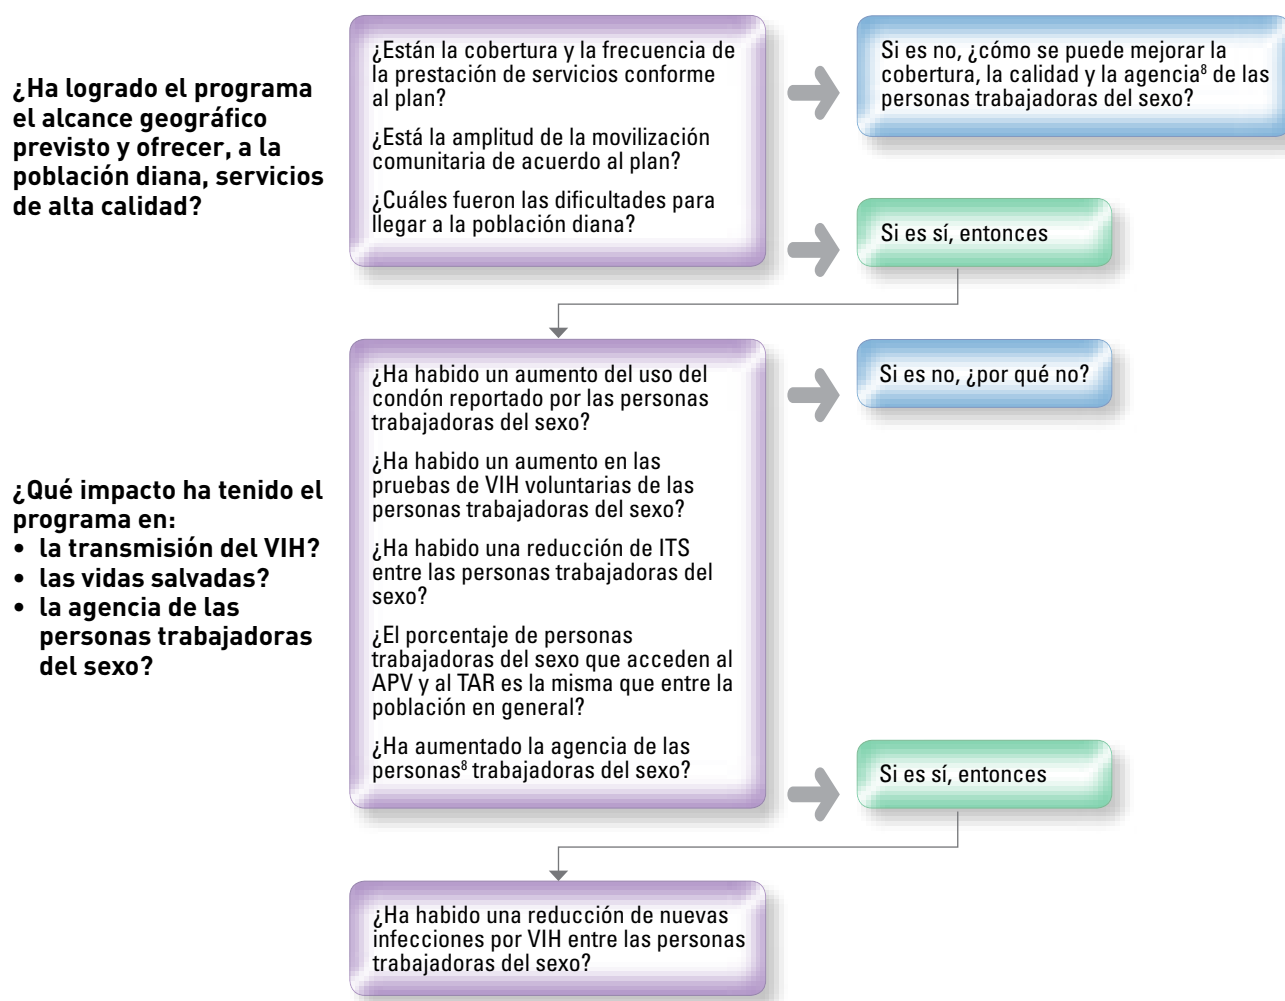 ¿Ha logrado el programa
el alcance geográfico
previsto y ofrecer, a la
población diana, servicios
de alta calidad?
¿Están la cobertura y la frecuencia de
la prestación de servicios conforme
al plan?
¿Está la amplitud de la movilización
comunitaria de acuerdo al plan?
¿Cuáles fueron las dificultades para
llegar a la población diana?
Si es no, ¿cómo se puede mejorar la
cobertura, la calidad y la agencia⁸ de las
personas trabajadoras del sexo?
Si es sí, entonces
¿Qué impacto ha tenido el
programa en:
• la transmisión del VIH?
• las vidas salvadas?
• la agencia de las
personas trabajadoras
del sexo?
¿Ha habido un aumento del uso del
condón reportado por las personas
trabajadoras del sexo?
¿Ha habido un aumento en las
pruebas de VIH voluntarias de las
personas trabajadoras del sexo?
¿Ha habido una reducción de ITS
entre las personas trabajadoras del
sexo?
¿El porcentaje de personas
trabajadoras del sexo que acceden al
APV y al TAR es la misma que entre la
población en general?
¿Ha aumentado la agencia de las
personas⁸ trabajadoras del sexo?
Si es no, ¿por qué no?
Si es sí, entonces
¿Ha habido una reducción de nuevas
infecciones por VIH entre las personas
trabajadoras del sexo?